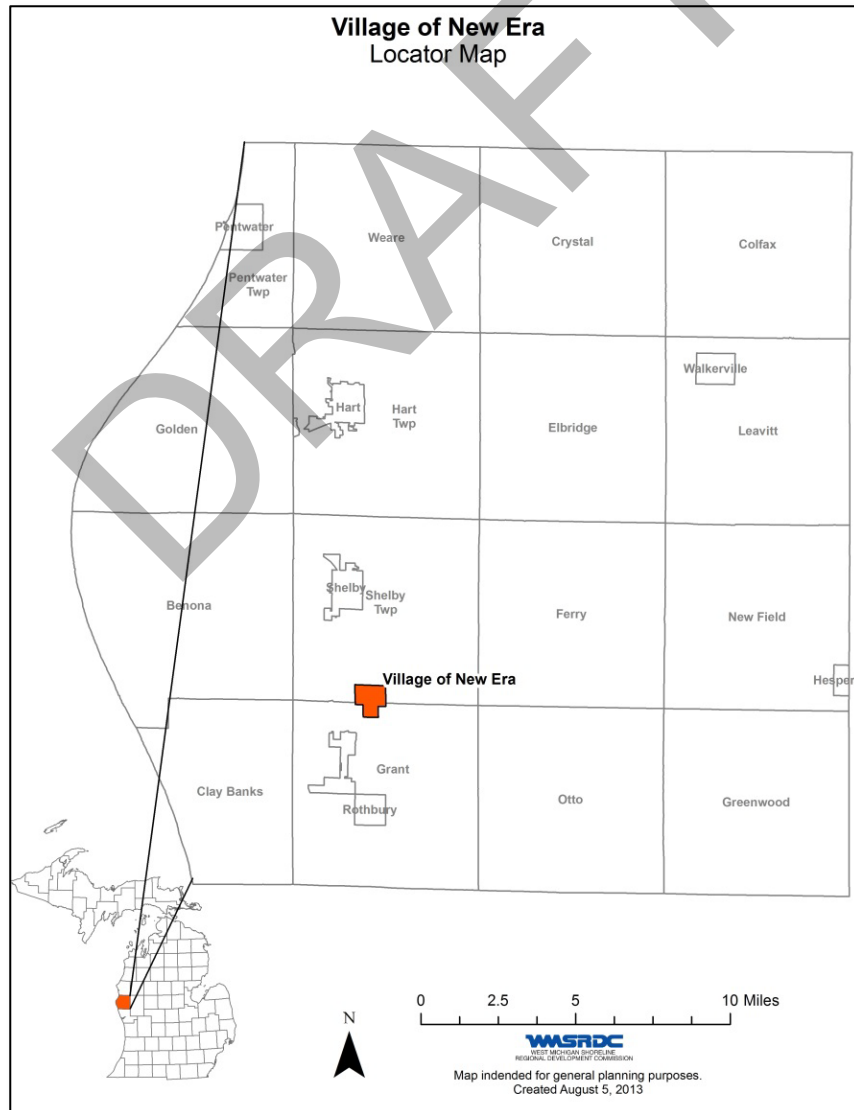 Village of New Era
Locator Map
DRAFT
Pentwater
Weare
Crystal
Colfax
Pentwater
Twp
Walkerville
Golden
Hart
Hart
Twp
Elbridge
Leavitt
Benona
Shelby
Shelby
Twp
Ferry
New Field
Village of New Era
Hesper
Clay Banks
Grant
Rothbury
Otto
Greenwood
0 2.5 5 10 Miles
N
WMSRDC
WEST MICHIGAN SHORELINE
REGIONAL DEVELOPMENT COMMISSION
Map indended for general planning purposes.
Created August 5, 2013